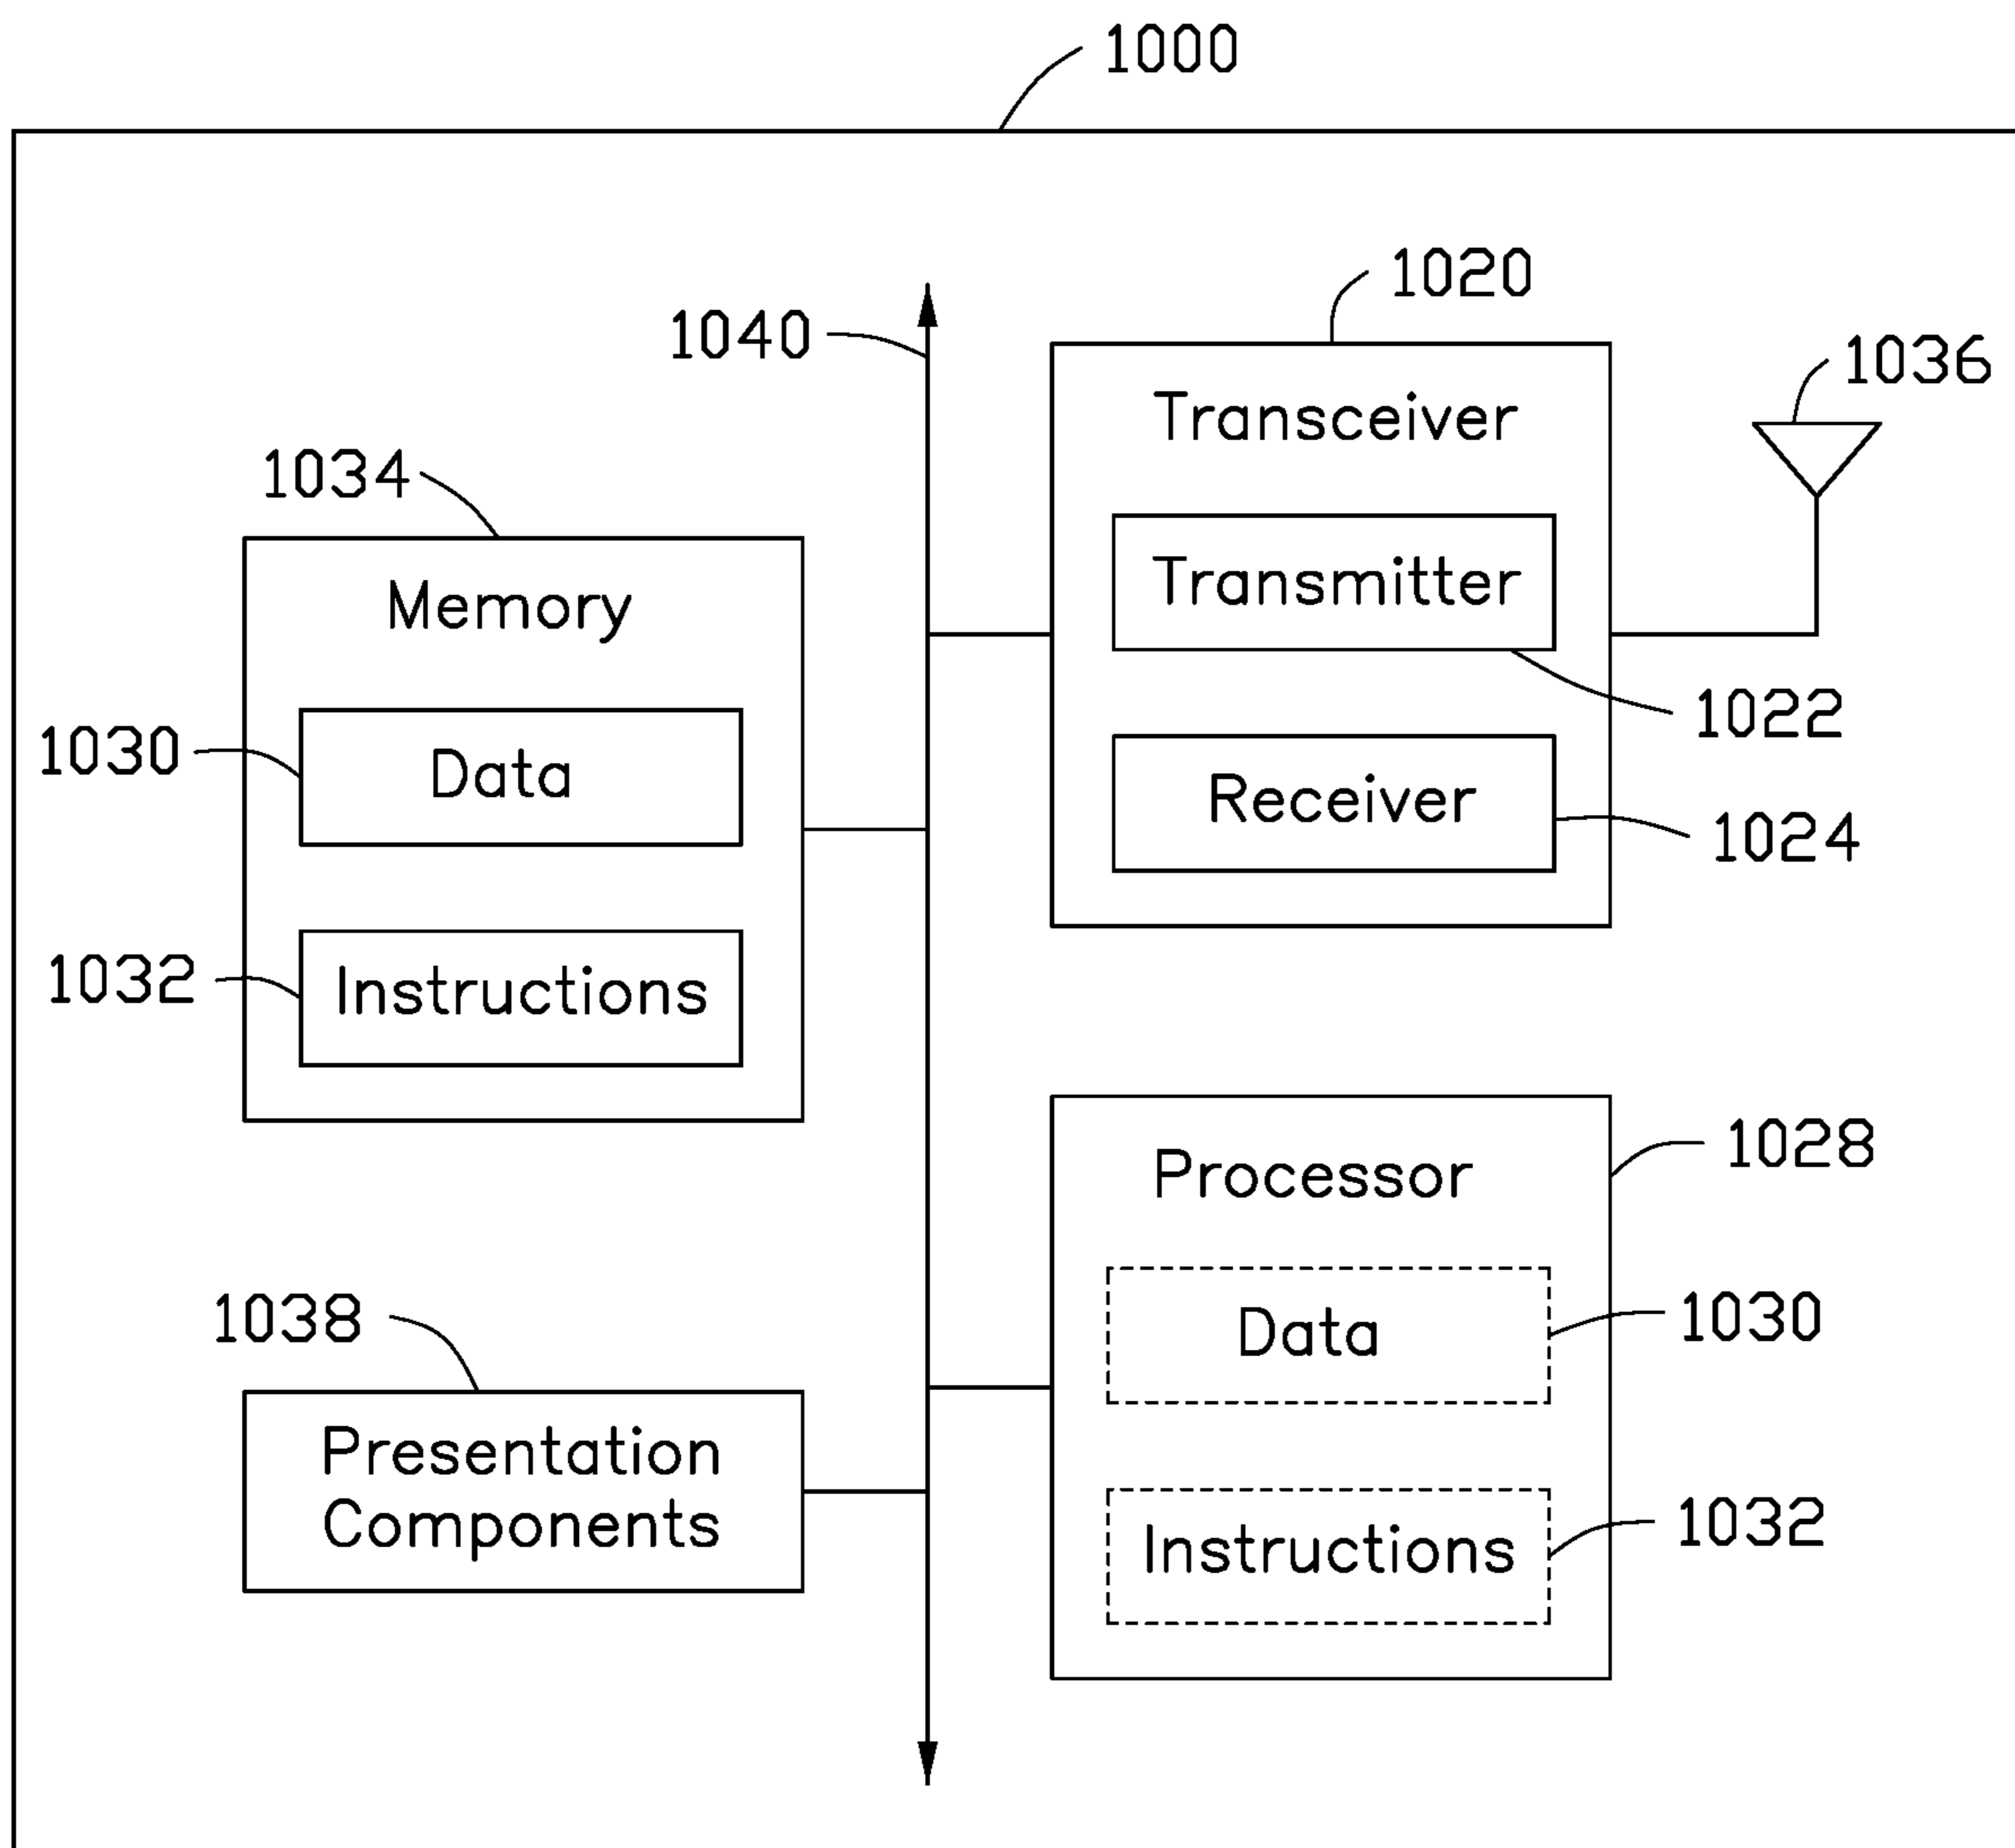 1000
1020
1040
1036
Transceiver
1034
Transmitter
Memory
1022
1030
Data
Receiver
1024
1032
Instructions
1028
Processor
1038
Data
1030
Presentation
Components
Instructions
1032